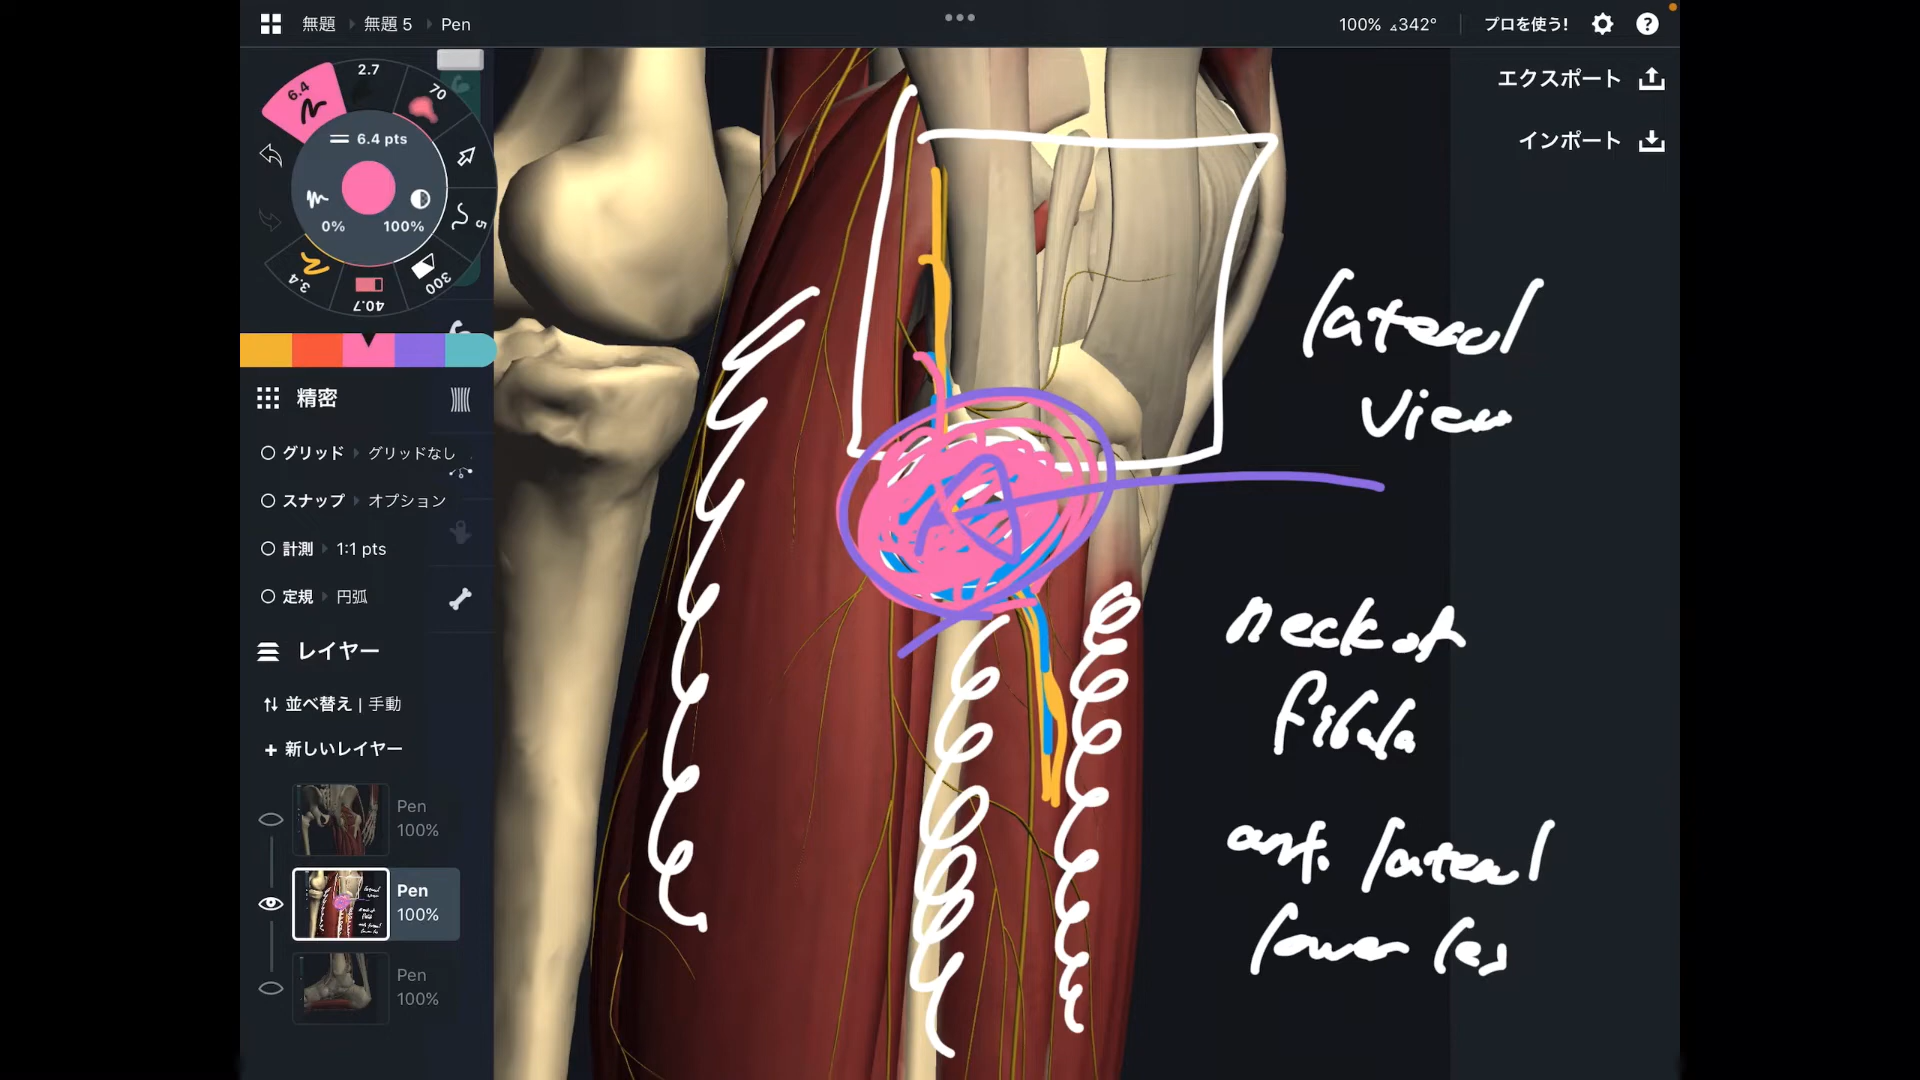 無題 無題 5 Pen
100% ⦟342°
プロを使う!
エクスポート
インポート
2.7
6.4
70
6.4 pts
0% 100%
5
3.4
40.7
300
精密
グリッド グリッドなし
スナップ オプション
計測 1:1 pts
定規 円弧
レイヤー
並べ替え | 手動
+ 新しいレイヤー
Pen
100%
Pen
100%
Pen
100%
lateral
view
neck of
fibula
ant. lateral
lower leg